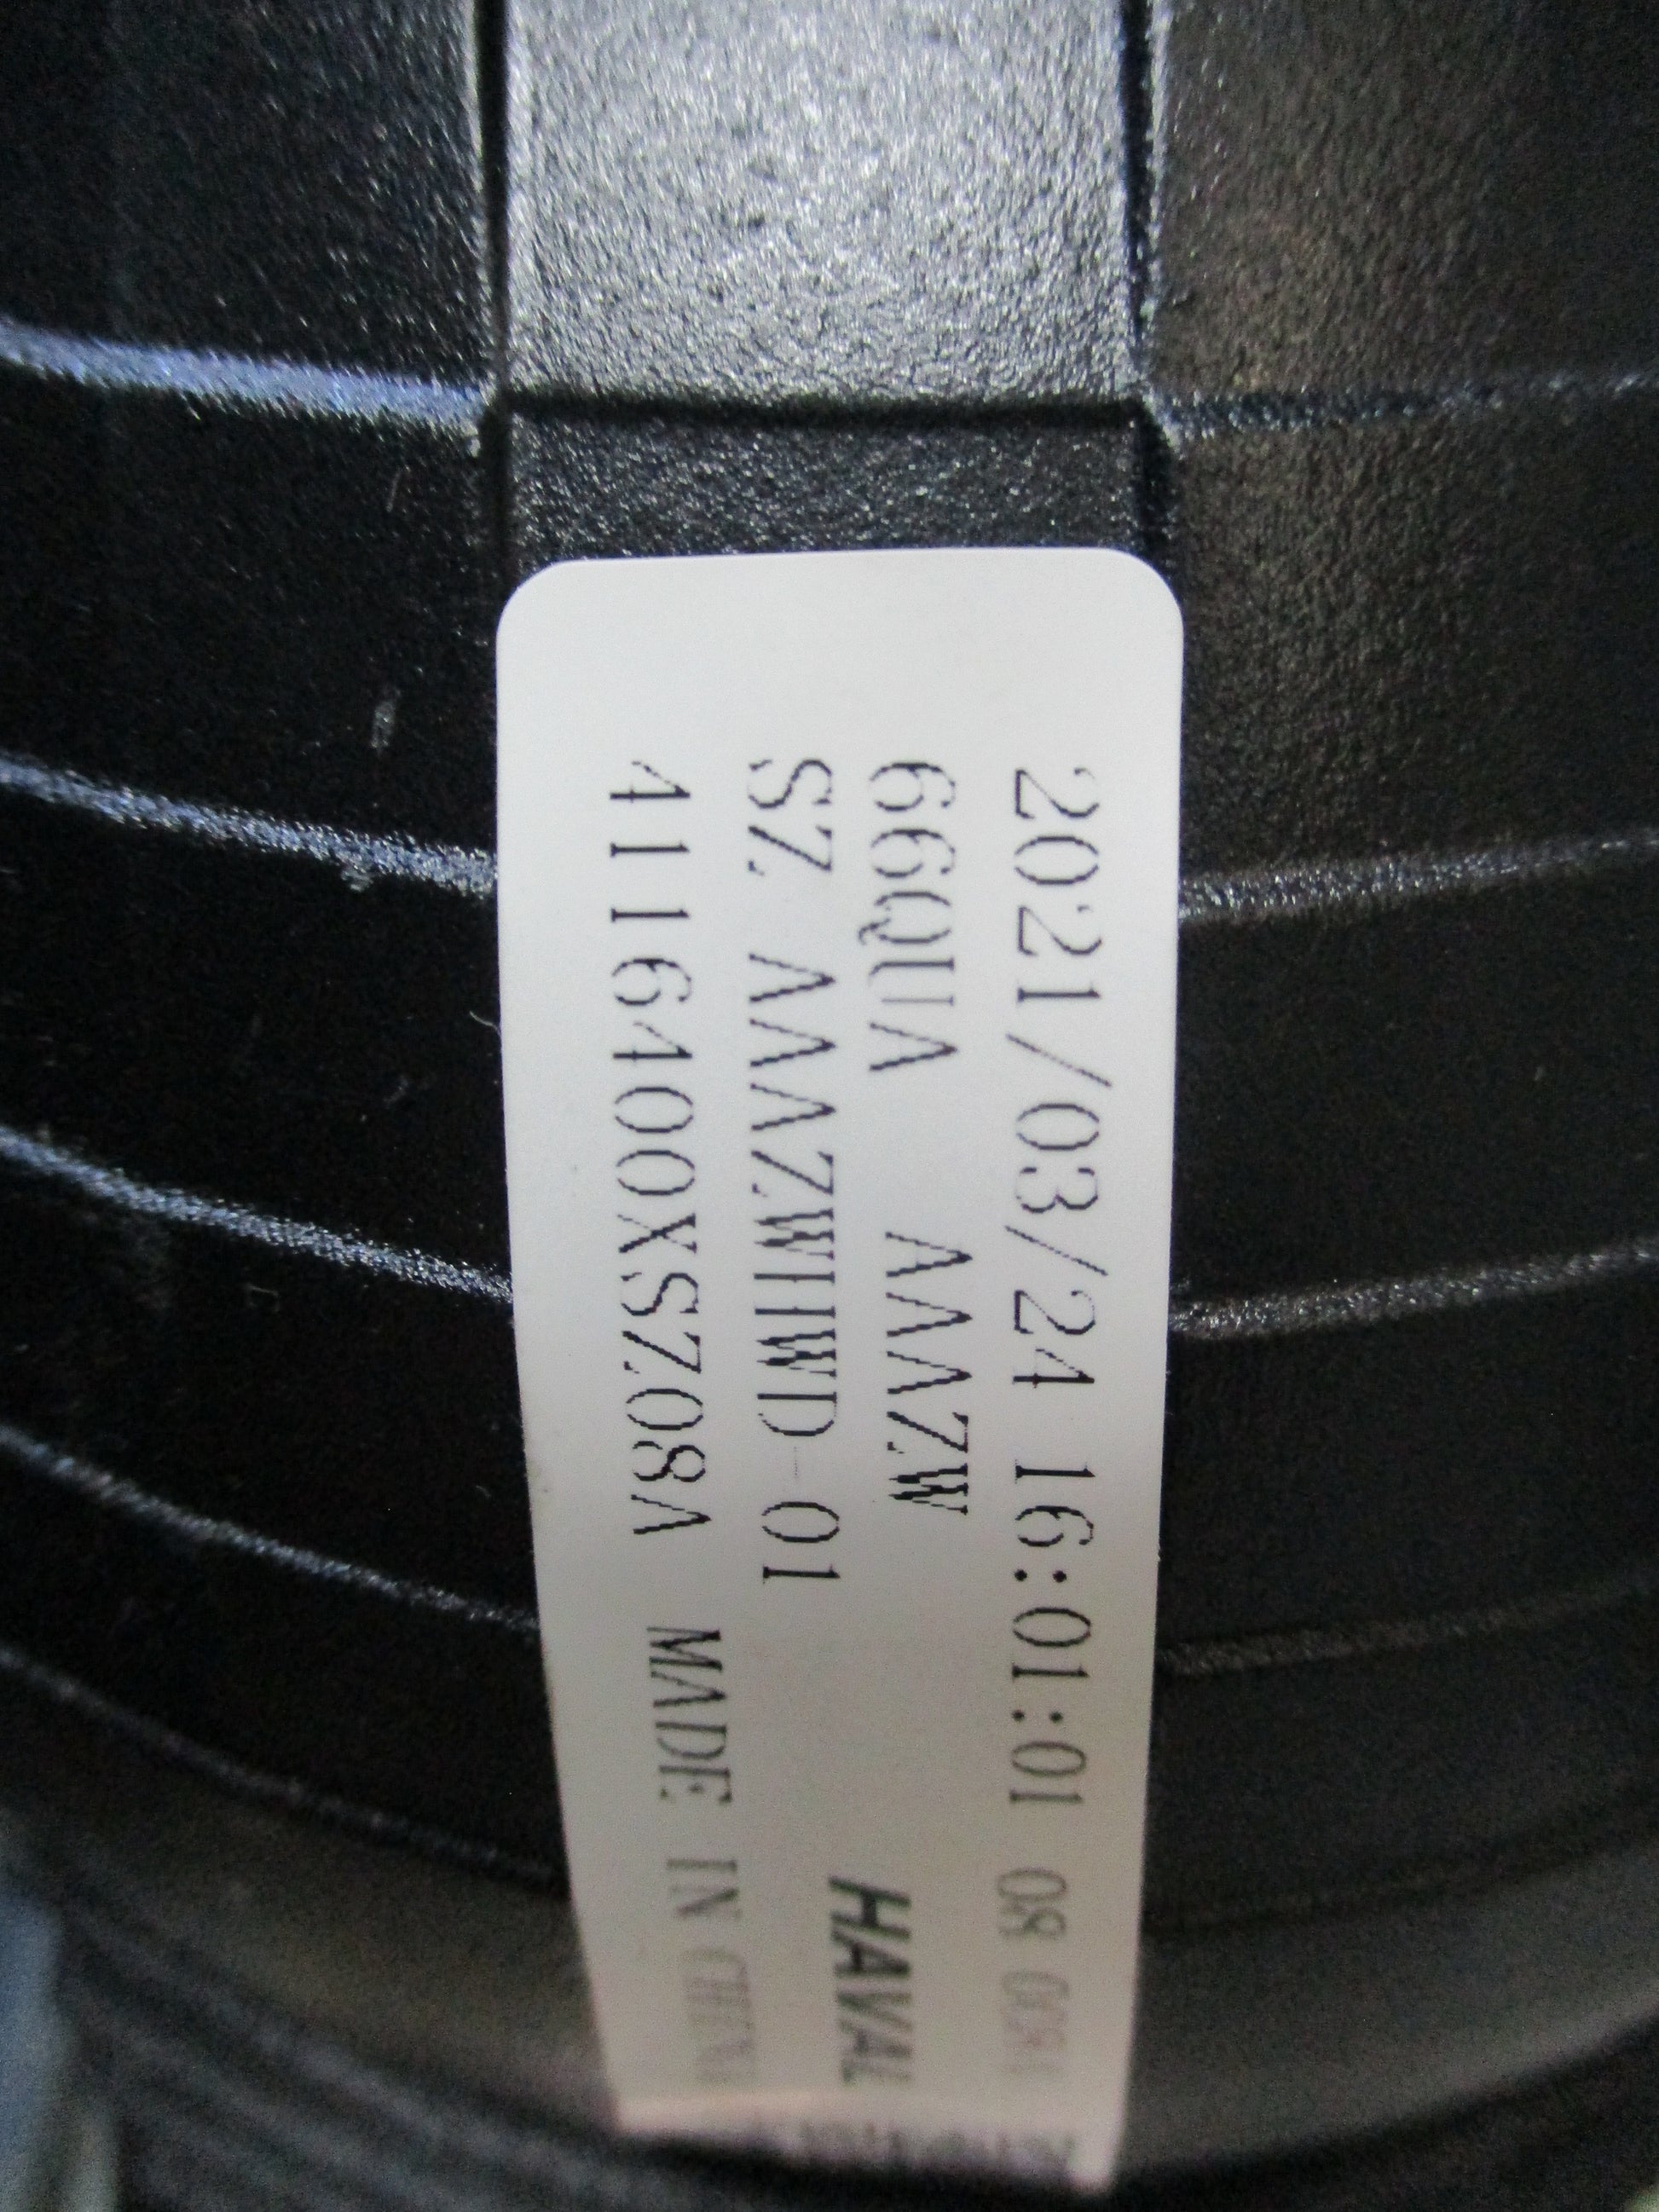 2021/03/24 16:01:01 08
66QUA AAAZW HAVAL
SZ AAAZWHWD-01
4116400XSZ08A MADE IN